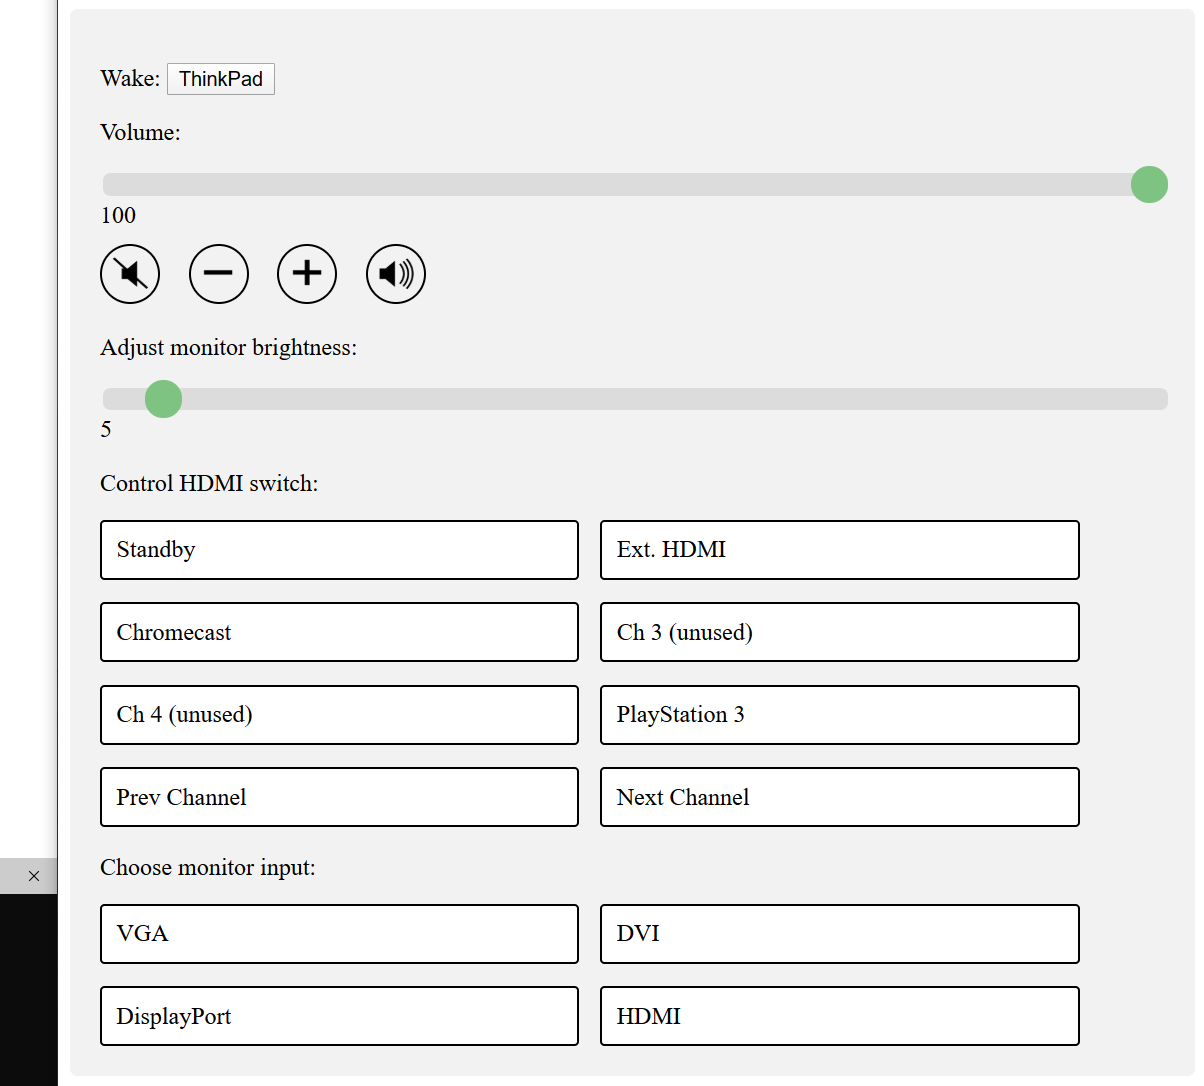 Wake: ThinkPad
Volume:
100
Adjust monitor brightness:
5
Control HDMI switch:
Standby Ext. HDMI
Chromecast Ch 3 (unused)
Ch 4 (unused) PlayStation 3
Prev Channel Next Channel
Choose monitor input:
VGA DVI
DisplayPort HDMI